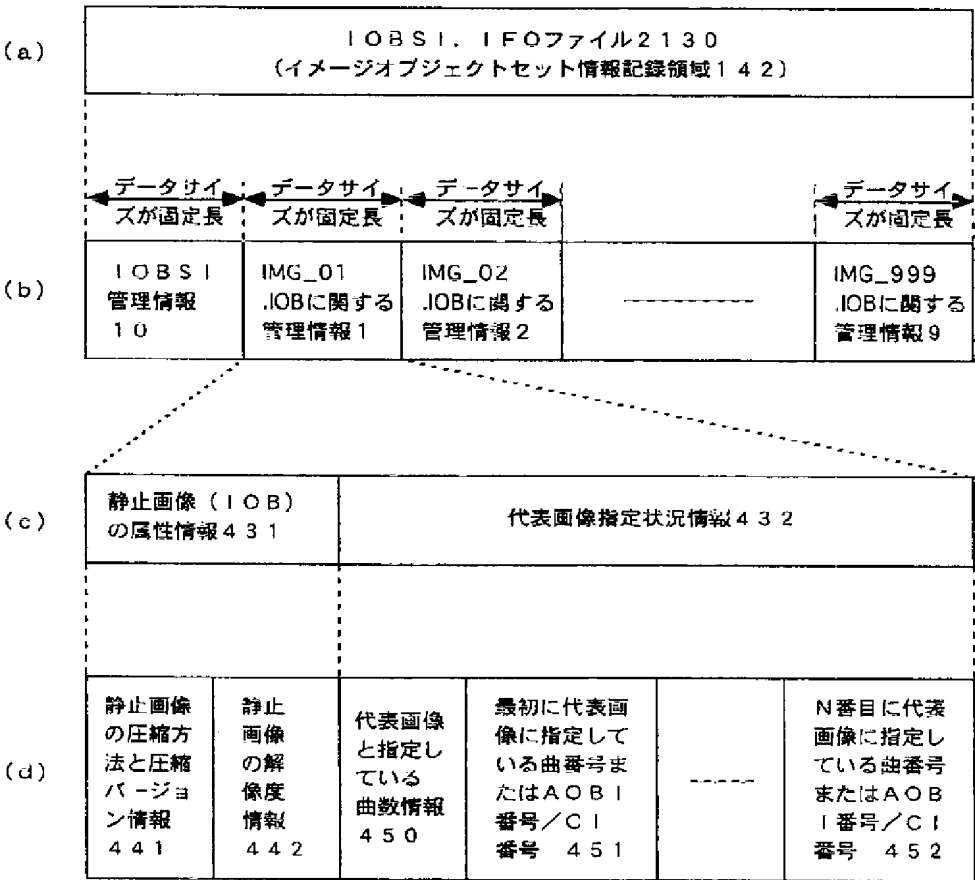 (a)
IOBSI. IFOファイル2130
(イメージオブジェクトセット情報記録領域142)
データサイ
ズが固定長
データサイ
ズが固定長
データサイ
ズが固定長
データサイ
ズが固定長
(b)
IOBSI
管理情報
10
IMG_01
.IOBに関する
管理情報1
IMG_02
.IOBに関する
管理情報2
IMG_999
.IOBに関する
管理情報9
(c)
静止画像(IOB)
の属性情報431
代表画像指定状況情報432
(d)
静止画像
の圧縮方
法と圧縮
バージョ
ン情報
441
静止
画像
の解
像度
情報
442
代表画像
と指定し
ている
曲数情報
450
最初に代表画
像に指定して
いる曲番号ま
たはAOBI
番号/CI
番号 451
N番目に代表
画像に指定し
ている曲番号
またはAOB
I番号/CI
番号 452